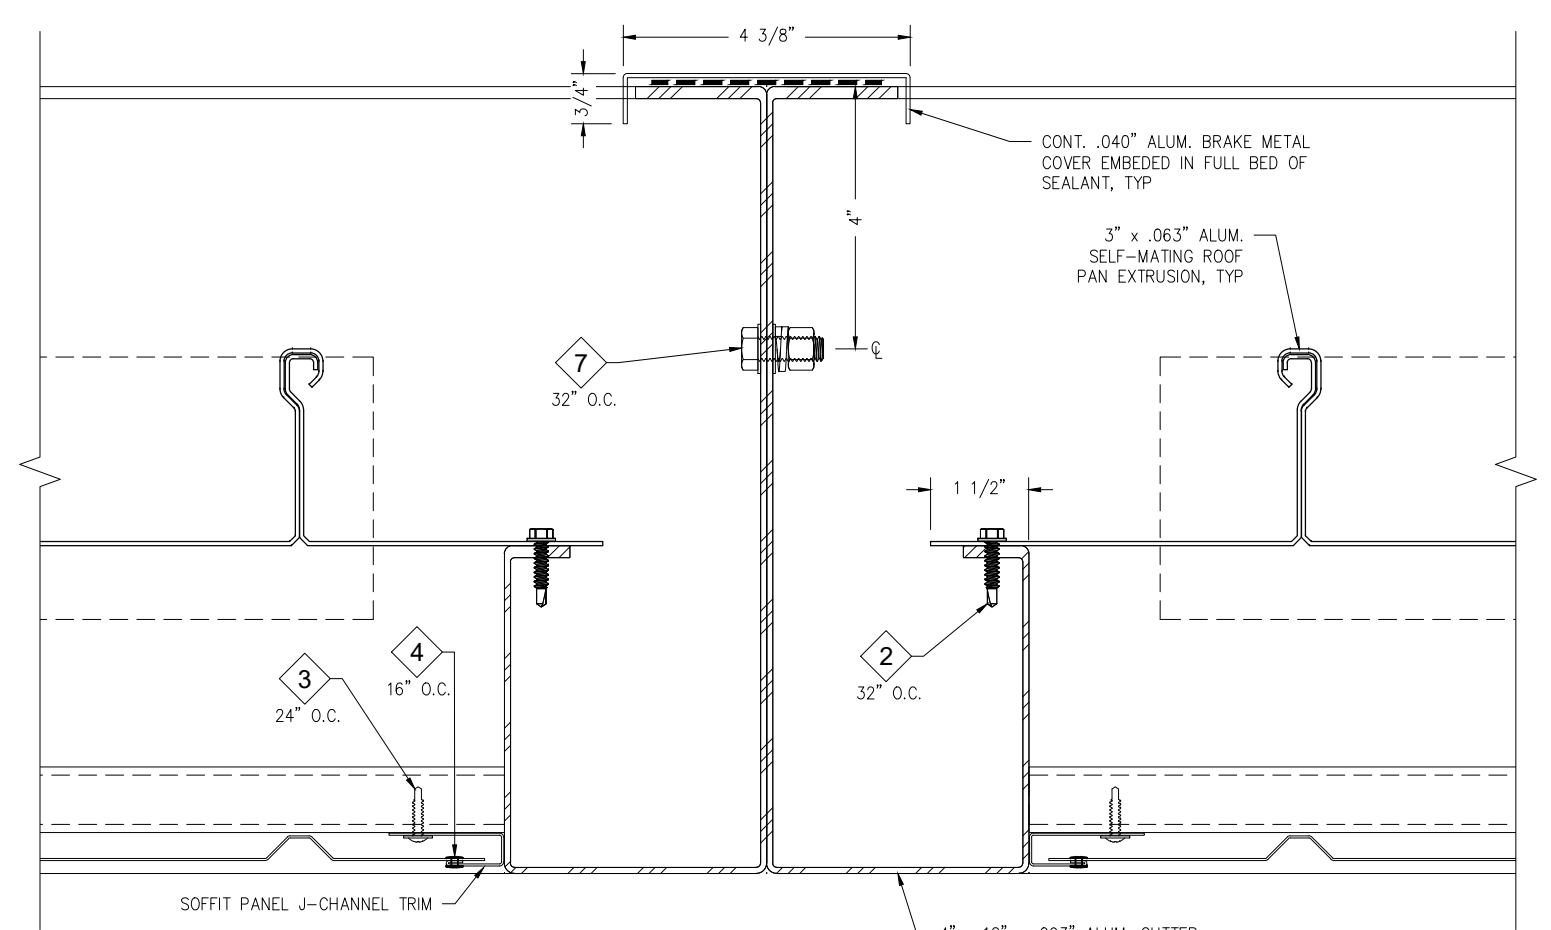 4 3/8"
3/4"
CONT. .040" ALUM. BRAKE METAL
COVER EMBEDED IN FULL BED OF
SEALANT, TYP
4"
3" x .063" ALUM.
SELF-MATING ROOF
PAN EXTRUSION, TYP
7
32" O.C.
℄
1 1/2"
4
16" O.C.
3
24" O.C.
2
32" O.C.
SOFFIT PANEL J-CHANNEL TRIM